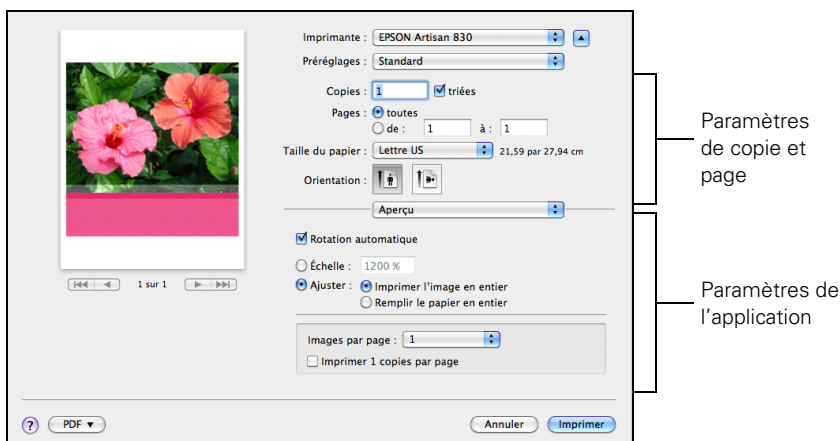 Imprimante : EPSON Artisan 830
Préréglages : Standard
Copies : 1 triées
Pages : toutes
de : 1 à : 1
Taille du papier : Lettre US 21,59 par 27,94 cm
Orientation :
Aperçu
Rotation automatique
Échelle : 1200 %
Ajuster : Imprimer l'image en entier
Remplir le papier en entier
Images par page : 1
Imprimer 1 copies par page
1 sur 1
? PDF Annuler Imprimer
Paramètres
de copie et
page
Paramètres de
l'application